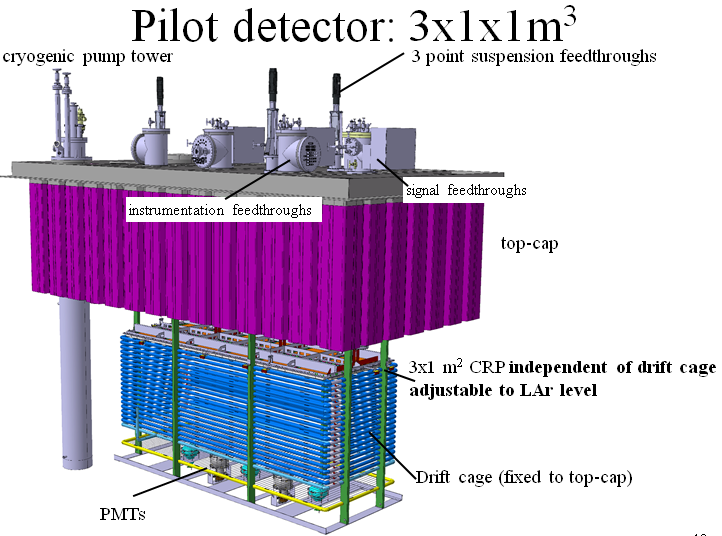 Pilot detector: 3x1x1m³
cryogenic pump tower
3 point suspension feedthroughs
signal feedthroughs
instrumentation feedthroughs
top-cap
3x1 m² CRP independent of drift cage
adjustable to LAr level
Drift cage (fixed to top-cap)
PMTs